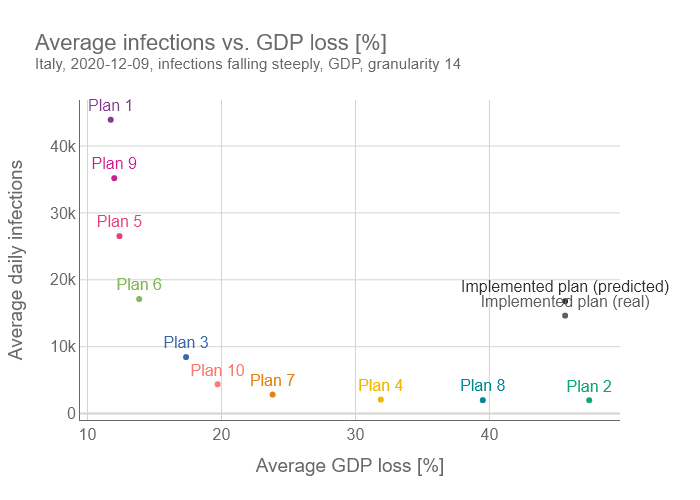 Average infections vs. GDP loss [%]
Italy, 2020-12-09, infections falling steeply, GDP, granularity 14
Plan 1
40k
Plan 9
30k
Plan 5
Plan 6
20k
Implemented plan (predicted)
Implemented plan (real)
10k
Plan 3
Plan 10
Plan 7
Plan 4
Plan 8
Plan 2
0
10
20
30
40
Average GDP loss [%]
Average daily infections